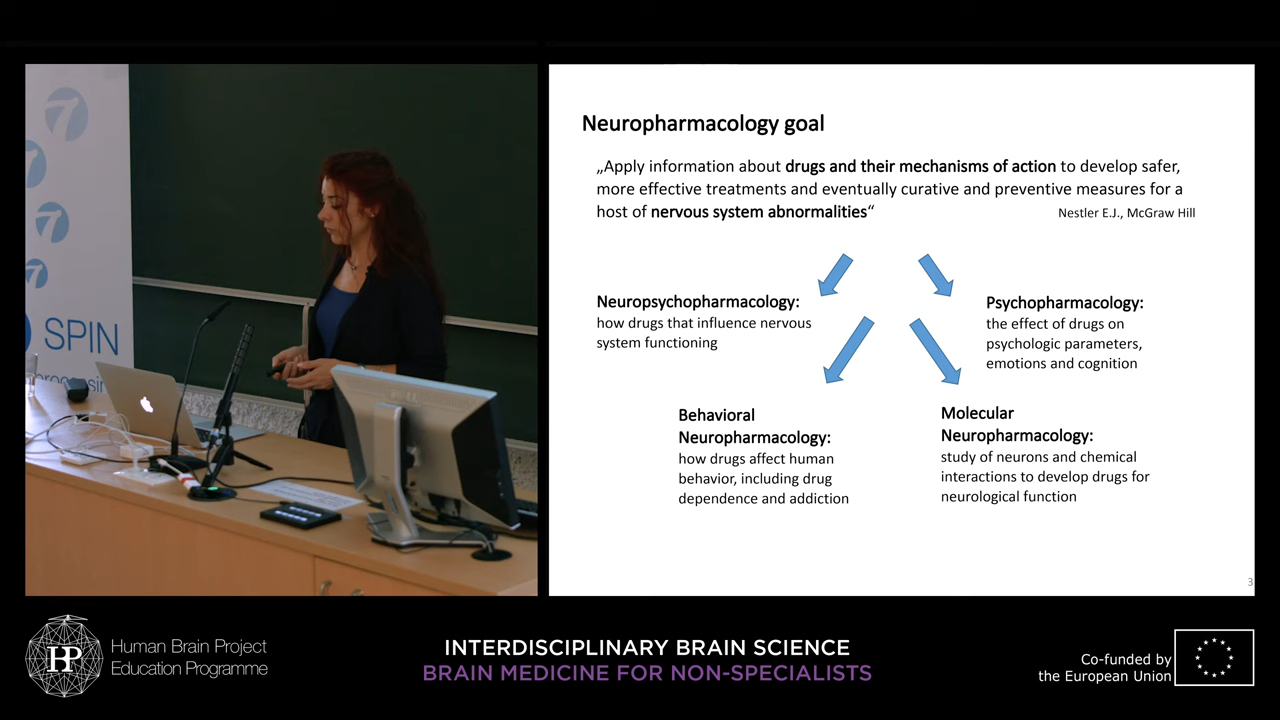 SPIN
Neuropharmacology goal
„Apply information about drugs and their mechanisms of action to develop safer,
more effective treatments and eventually curative and preventive measures for a
host of nervous system abnormalities“
Nestler E.J., McGraw Hill
Neuropsychopharmacology:
how drugs that influence nervous
system functioning
Psychopharmacology:
the effect of drugs on
psychologic parameters,
emotions and cognition
Behavioral
Neuropharmacology:
how drugs affect human
behavior, including drug
dependence and addiction
Molecular
Neuropharmacology:
study of neurons and chemical
interactions to develop drugs for
neurological function
3
HBP
Human Brain Project
Education Programme
INTERDISCIPLINARY BRAIN SCIENCE
BRAIN MEDICINE FOR NON-SPECIALISTS
Co-funded by
the European Union